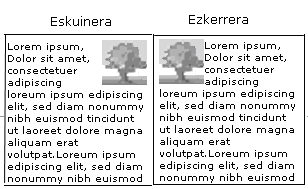 Eskuinera
Lorem ipsum,
Dolor sit amet,
consectetuer
adipiscing
loreum ipsum edipiscing
elit, sed diam nonummy
nibh euismod tincidunt
ut laoreet dolore magna
aliquam erat
volutpat.Loreum ipsum
edipiscing elit, sed diam
nonummy nibh euismod
Ezkerrera
Lorem ipsum,
Dolor sit amet,
consectetuer
adipiscing
loreum ipsum edipiscing
elit, sed diam nonummy
nibh euismod tincidunt
ut laoreet dolore magna
aliquam erat
volutpat.Loreum ipsum
edipiscing elit, sed diam
nonummy nibh euismod